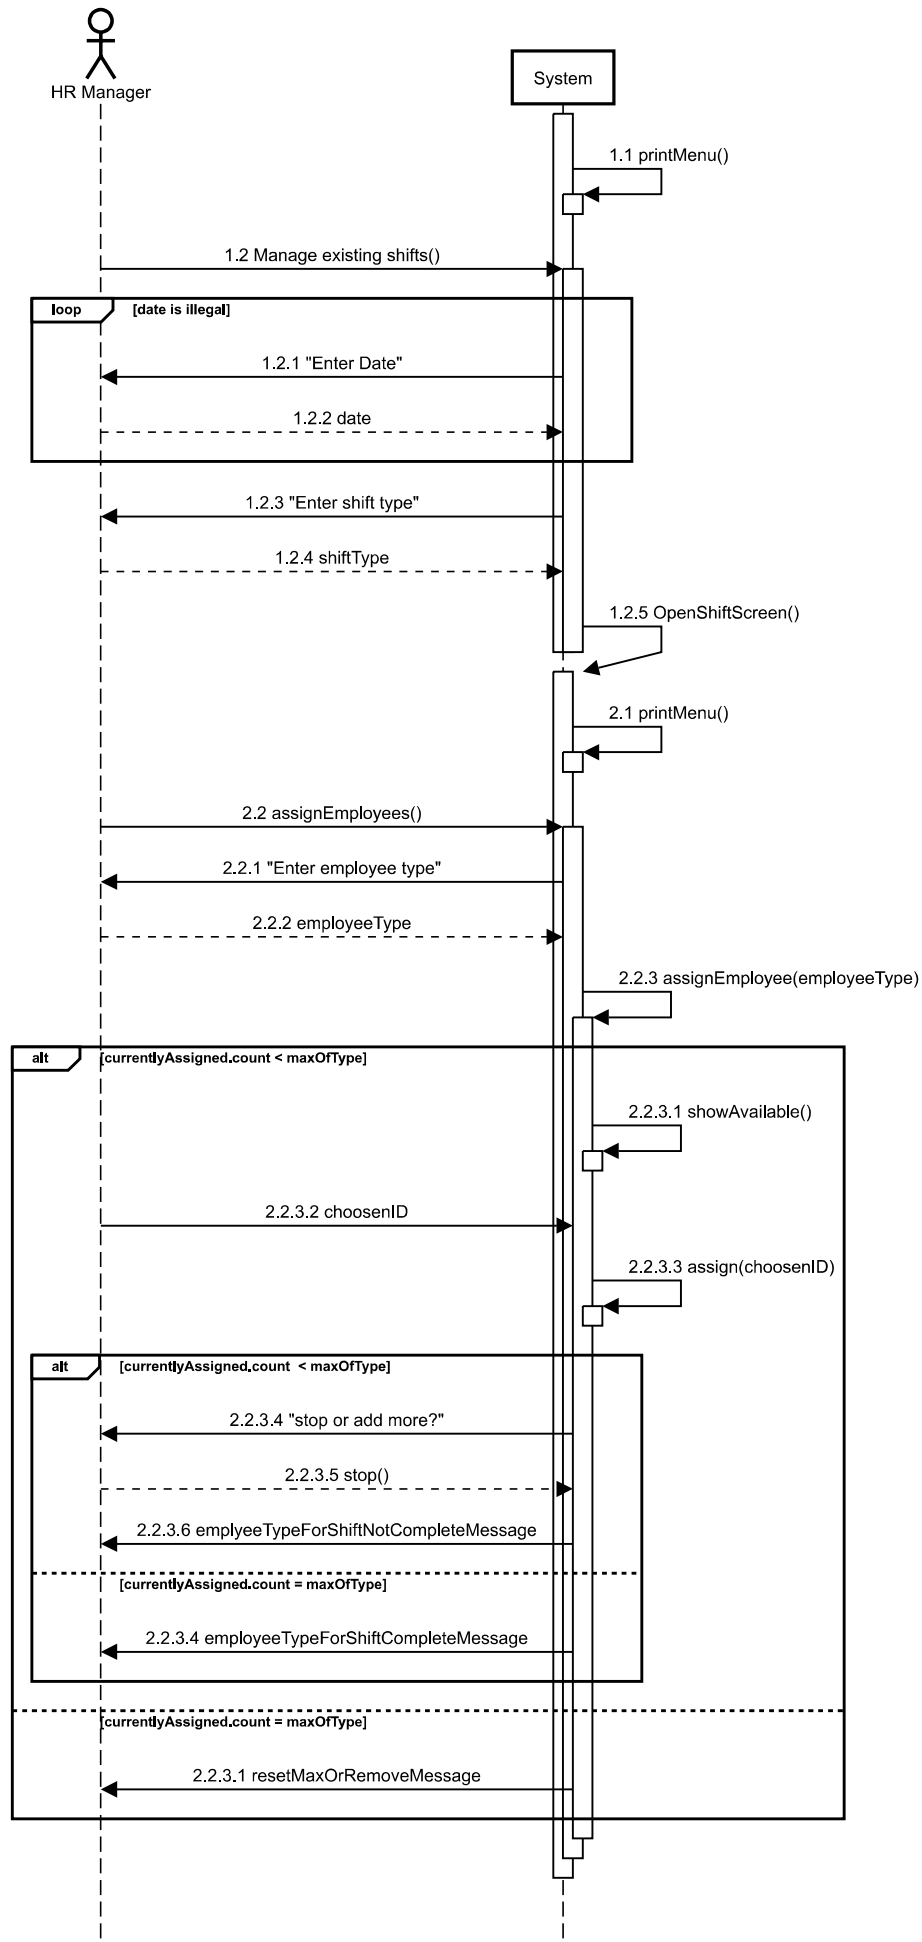 HR Manager
System
1.1 printMenu()
1.2 Manage existing shifts()
loop
[date is illegal]
1.2.1 "Enter Date"
1.2.2 date
1.2.3 "Enter shift type"
1.2.4 shiftType
1.2.5 OpenShiftScreen()
2.1 printMenu()
2.2 assignEmployees()
2.2.1 "Enter employee type"
2.2.2 employeeType
2.2.3 assignEmployee(employeeType)
alt
[currentlyAssigned.count < maxOfType]
2.2.3.1 showAvailable()
2.2.3.2 choosenID
2.2.3.3 assign(choosenID)
alt
[currentlyAssigned.count  < maxOfType]
2.2.3.4 "stop or add more?"
2.2.3.5 stop()
2.2.3.6 emplyeeTypeForShiftNotCompleteMessage
[currentlyAssigned.count = maxOfType]
2.2.3.4 employeeTypeForShiftCompleteMessage
[currentlyAssigned.count = maxOfType]
2.2.3.1 resetMaxOrRemoveMessage